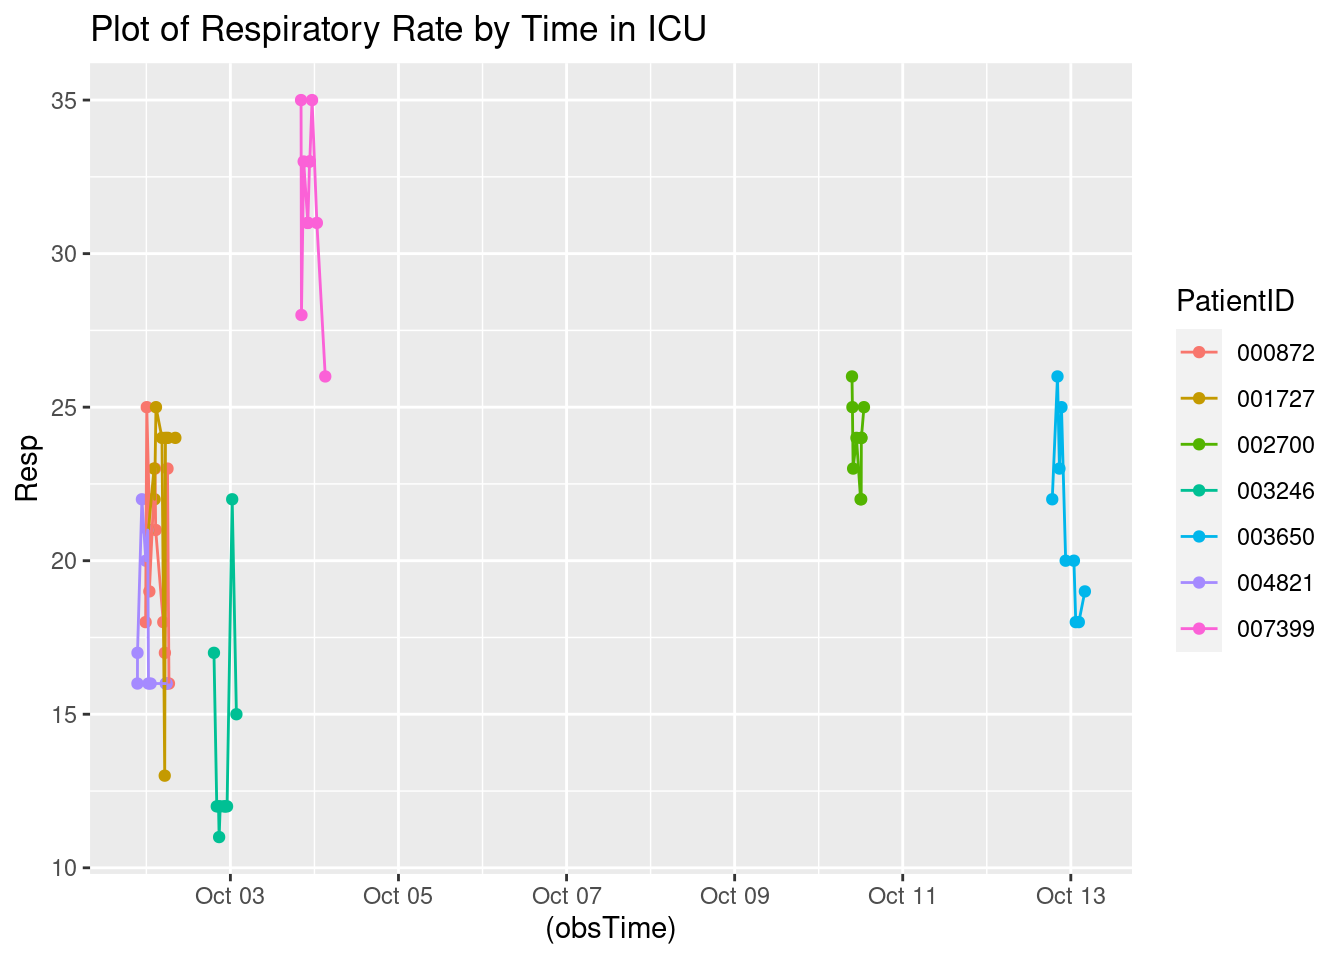 Plot of Respiratory Rate by Time in ICU
35
30
25
20
15
10
Resp
Oct 03
Oct 05
Oct 07
Oct 09
Oct 11
Oct 13
(obsTime)
PatientID
000872
001727
002700
003246
003650
004821
007399